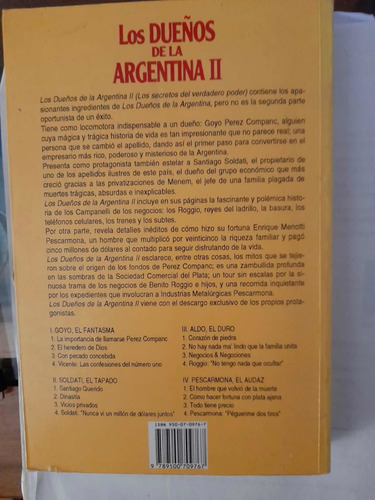 Los DUEÑOS
DE LA
ARGENTINA II
Los Dueños de la Argentina II (Los secretos del verdadero poder) contiene los apa-
sionantes ingredientes de Los Dueños de la Argentina, pero no es la segunda parte
oportunista de un éxito.
Tiene como locomotora indispensable a un dueño: Goyo Perez Companc, alguien
cuya mágica y trágica historia de vida es tan impresionante que no parece real; una
persona que se cambió el apellido, dando así el primer paso para convertirse en el
empresario más rico, poderoso y misterioso de la Argentina.
Presenta como protagonista también estelar a Santiago Soldati, el propietario de
uno de los apellidos ilustres de este país, el dueño del grupo económico que más
creció gracias a las privatizaciones de Menem, el jefe de una familia plagada de
muertes trágicas, absurdas e inexplicables.
Los Dueños de la Argentina II incluye en sus páginas la fascinante y polémica histo-
ria de los Campanelli de los negocios: los Roggio, reyes del ladrillo, la basura, los
teléfonos celulares, los trenes y los subtes.
Por otra parte, revela detalles inéditos de cómo hizo su fortuna Enrique Menotti
Pescarmona, un hombre que multiplicó por veinticinco la riqueza familiar y pagó
cinco millones de dólares al contado para seguir disfrutando de la vida.
Los Dueños de la Argentina II esclarece, entre otras cosas, los mitos que se tejie-
ron sobre el origen de los fondos de Perez Companc; es una zambullida profunda
en las sombras de la Sociedad Comercial del Plata; un tour sin escalas por la si-
nuosa trama de los negocios de Benito Roggio e hijos, y una recorrida inquietante
por los expedientes que involucran a Industrias Metalúrgicas Pescarmona.
Los Dueños de la Argentina II viene con el descargo exclusivo de los propios prota-
gonistas.
I. GOYO, EL FANTASMA
1. La importancia de llamarse Perez Companc
2. El heredero de Dios
3. Con pecado concebida
4. Vicente: Las confesiones del número uno
II. SOLDATI, EL TAPADO
1. Santiago Querido
2. Dinastía
3. Vicios privados
4. Soldati: "Nunca vi un millón de dólares juntos"
III. ALDO, EL DURO
1. Corazón de piedra
2. No hay nada ma' lindo que la familia unita
3. Negocios & Negociones
4. Roggio: "No tengo nada que ocultar"
IV. PESCARMONA, EL AUDAZ
1. El hombre que volvió de la muerte
2. Cómo hacer fortuna con plata ajena
3. Todo tiene precio
4. Pescarmona: "Péguenme dos tiros"
ISBN 950-07-0976-7
9 789500 709767